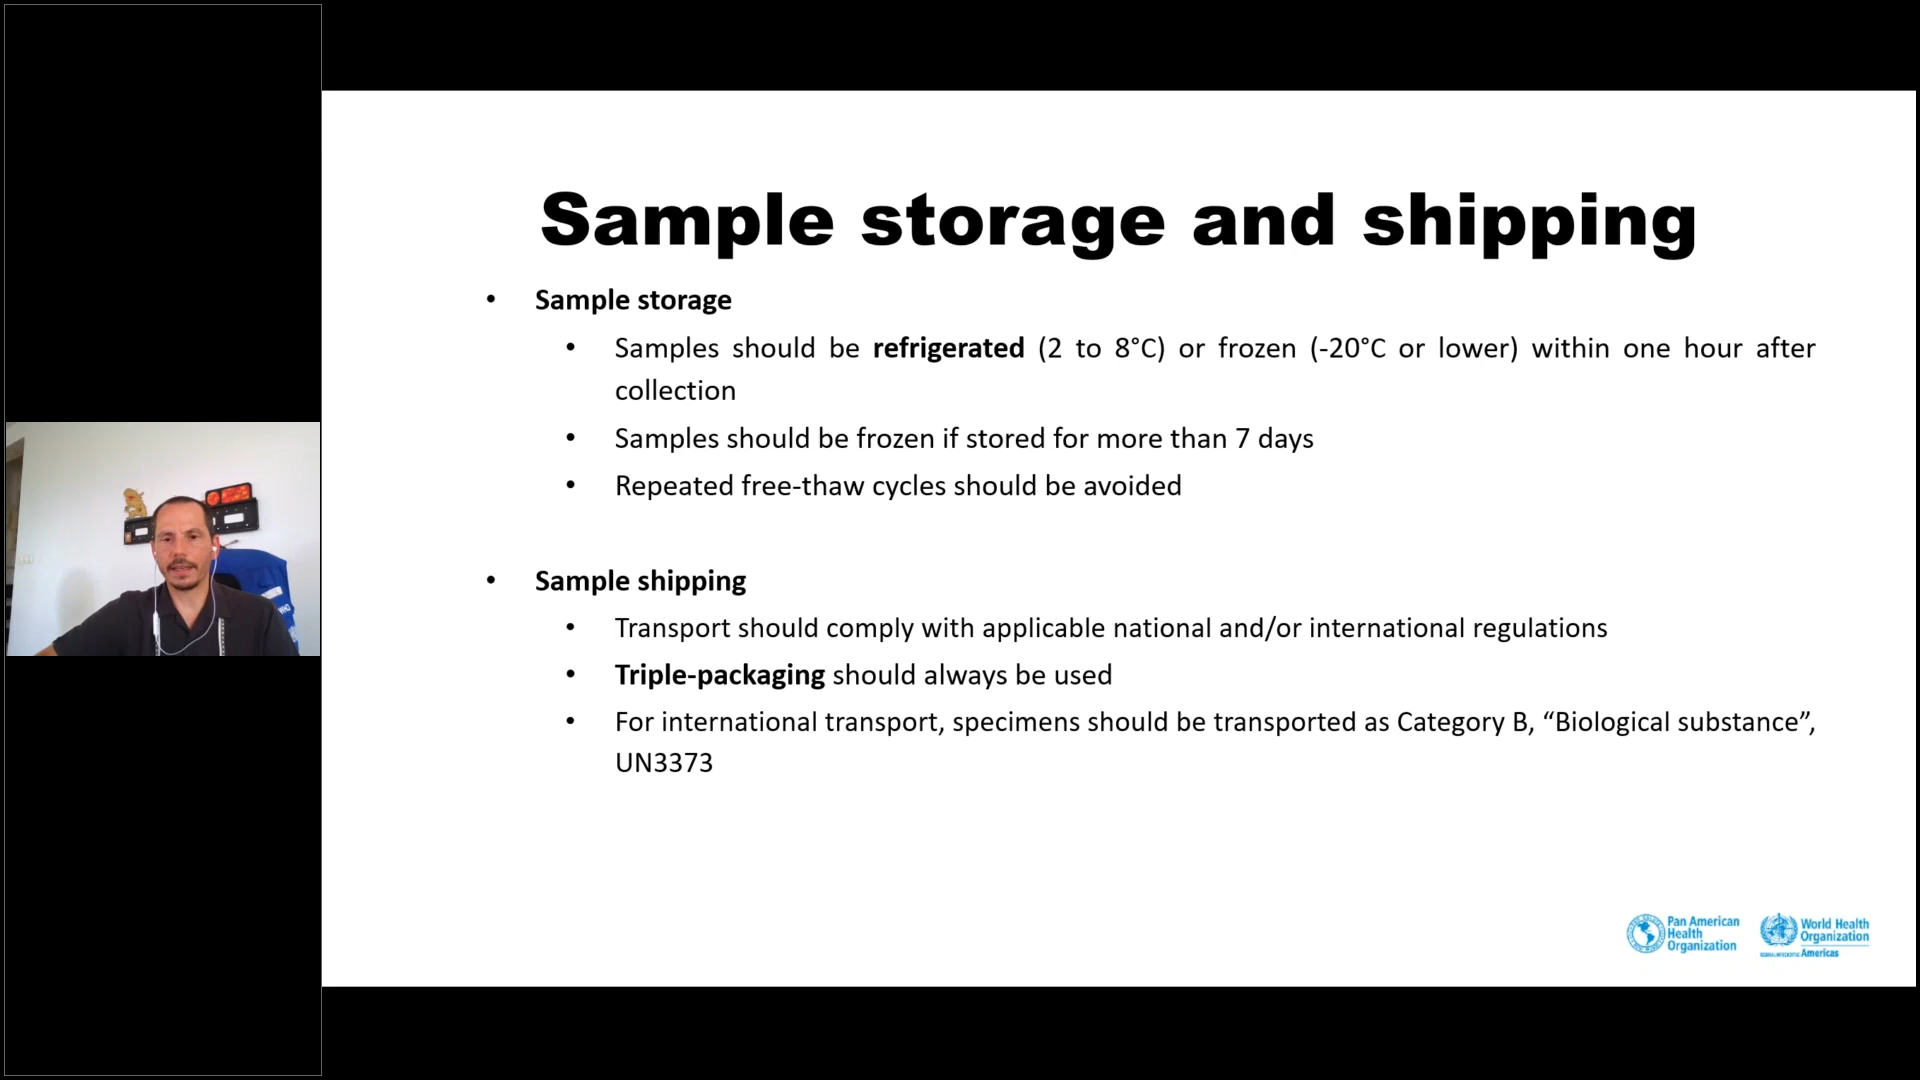 Sample storage and shipping
• Sample storage
• Samples should be refrigerated (2 to 8°C) or frozen (-20°C or lower) within one hour after
collection
• Samples should be frozen if stored for more than 7 days
• Repeated free-thaw cycles should be avoided
• Sample shipping
• Transport should comply with applicable national and/or international regulations
• Triple-packaging should always be used
• For international transport, specimens should be transported as Category B, “Biological substance”,
UN3373
Pan American
Health
Organization
World Health
Organization
Americas
WHO